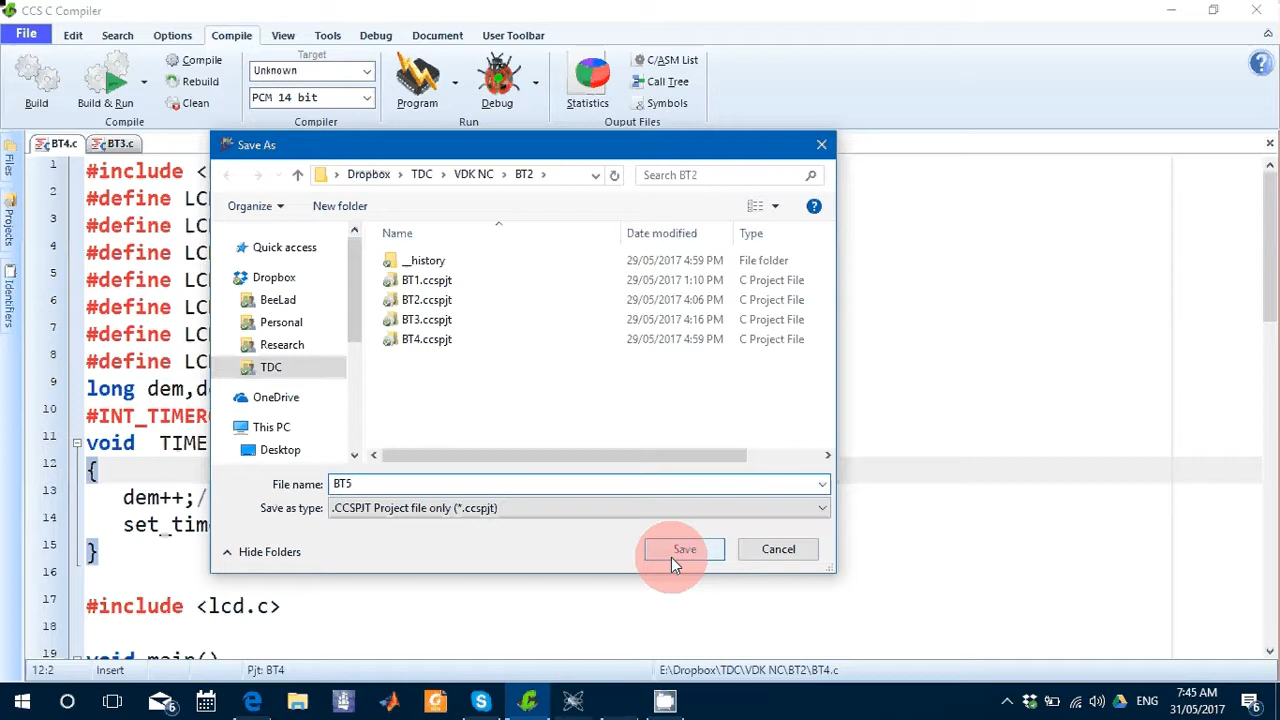 CCS C Compiler
File Edit Search Options Compile View Tools Debug Document User Toolbar
Target
Compile
Unknown
Rebuild
C/ASM List
Call Tree
PCM 14 bit
Clean
Build Build & Run Program Debug Statistics Symbols
Compile Compiler Run Ouput Files
BT4.c BT3.c
Files
Projects
Identifiers
1 #include <
2 #define LC
3 #define LC
4 #define LC
5 #define LC
6 #define LC
7 #define LC
8 #define LC
9 long dem,d
10 #INT_TIMER
11 void TIME
12 {
13 dem++;/
14 set_tim
15 }
16
17 #include <lcd.c>
18
19 void main()
Save As
Dropbox TDC VDK NC BT2
Search BT2
Organize New folder
Quick access
Dropbox
BeeLad
Personal
Research
TDC
OneDrive
This PC
Desktop
Name Date modified Type
__history 29/05/2017 4:59 PM File folder
BT1.ccspjt 29/05/2017 1:10 PM C Project File
BT2.ccspjt 29/05/2017 4:06 PM C Project File
BT3.ccspjt 29/05/2017 4:16 PM C Project File
BT4.ccspjt 29/05/2017 4:59 PM C Project File
File name: BT5
Save as type: .CCSPJT Project file only (*.ccspjt)
Hide Folders Save Cancel
12:2 Insert Pjt: BT4 E:\Dropbox\TDC\VDK NC\BT2\BT4.c
6
ENG
7:45 AM
31/05/2017
6